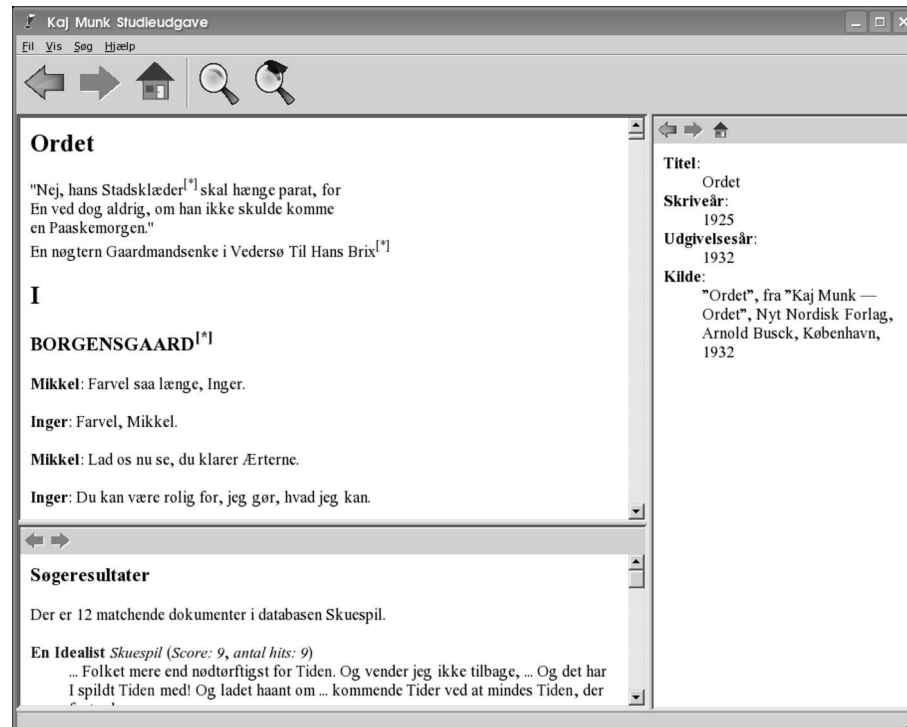 Kaj Munk Studieudgave
Fil Vis Søg Hjælp
Ordet
"Nej, hans Stadsklæder[*] skal hænge parat, for
En ved dog aldrig, om han ikke skulde komme
en Paaskemorgen."
En nøgtern Gaardmandsenke i Vedersø Til Hans Brix[*]
I
BORGENSGAARD[*]
Mikkel: Farvel saa længe, Inger.
Inger: Farvel, Mikkel.
Mikkel: Lad os nu se, du klarer Ærterne.
Inger: Du kan være rolig for, jeg gør, hvad jeg kan.
Søgeresultater
Der er 12 matchende dokumenter i databasen Skuespil.
En Idealist Skuespil (Score: 9, antal hits: 9)
... Folket mere end nødtørftigst for Tiden. Og vender jeg ikke tilbage, ... Og det har
I spildt Tiden med! Og ladet haant om ... kommende Tider ved at mindes Tiden, der
Titel:
Ordet
Skriveår:
1925
Udgivelsesår:
1932
Kilde:
"Ordet", fra "Kaj Munk —
Ordet", Nyt Nordisk Forlag,
Arnold Busck, København,
1932